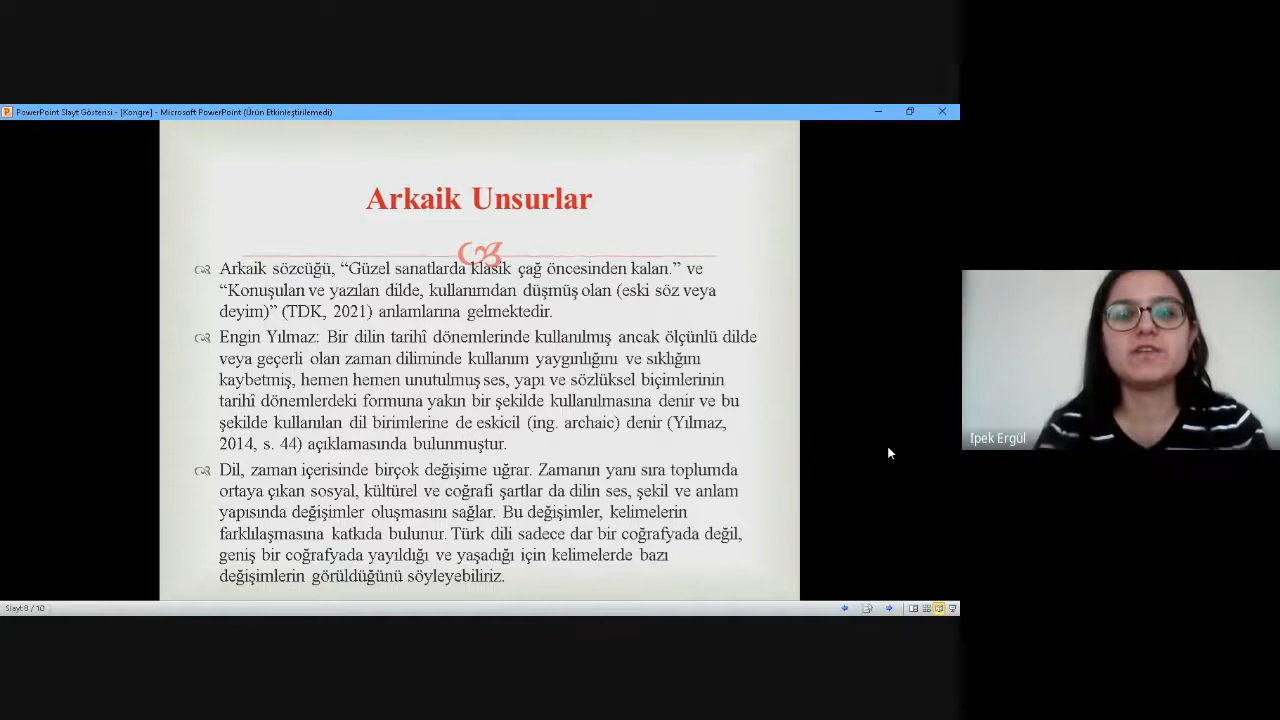 PowerPoint Slayt Gösterisi - [Kongre] - Microsoft PowerPoint (Ürün Etkinleştirilemedi)
Arkaik Unsurlar
Arkaik sözcüğü, “Güzel sanatlarda klasik çağ öncesinden kalan.” ve
“Konuşulan ve yazılan dilde, kullanımdan düşmüş olan (eski söz veya
deyim)” (TDK, 2021) anlamlarına gelmektedir.
Engin Yılmaz: Bir dilin tarihî dönemlerinde kullanılmış ancak ölçünlü dilde
veya geçerli olan zaman diliminde kullanım yaygınlığını ve sıklığını
kaybetmiş, hemen hemen unutulmuş ses, yapı ve sözlüksel biçimlerinin
tarihî dönemlerdeki formuna yakın bir şekilde kullanılmasına denir ve bu
şekilde kullanılan dil birimlerine de eskicil (ing. archaic) denir (Yılmaz,
2014, s. 44) açıklamasında bulunmuştur.
Dil, zaman içerisinde birçok değişime uğrar. Zamanın yanı sıra toplumda
ortaya çıkan sosyal, kültürel ve coğrafi şartlar da dilin ses, şekil ve anlam
yapısında değişimler oluşmasını sağlar. Bu değişimler, kelimelerin
farklılaşmasına katkıda bulunur. Türk dili sadece dar bir coğrafyada değil,
geniş bir coğrafyada yayıldığı ve yaşadığı için kelimelerde bazı
değişimlerin görüldüğünü söyleyebiliriz.
Ipek Ergül
Slayt 8 / 10